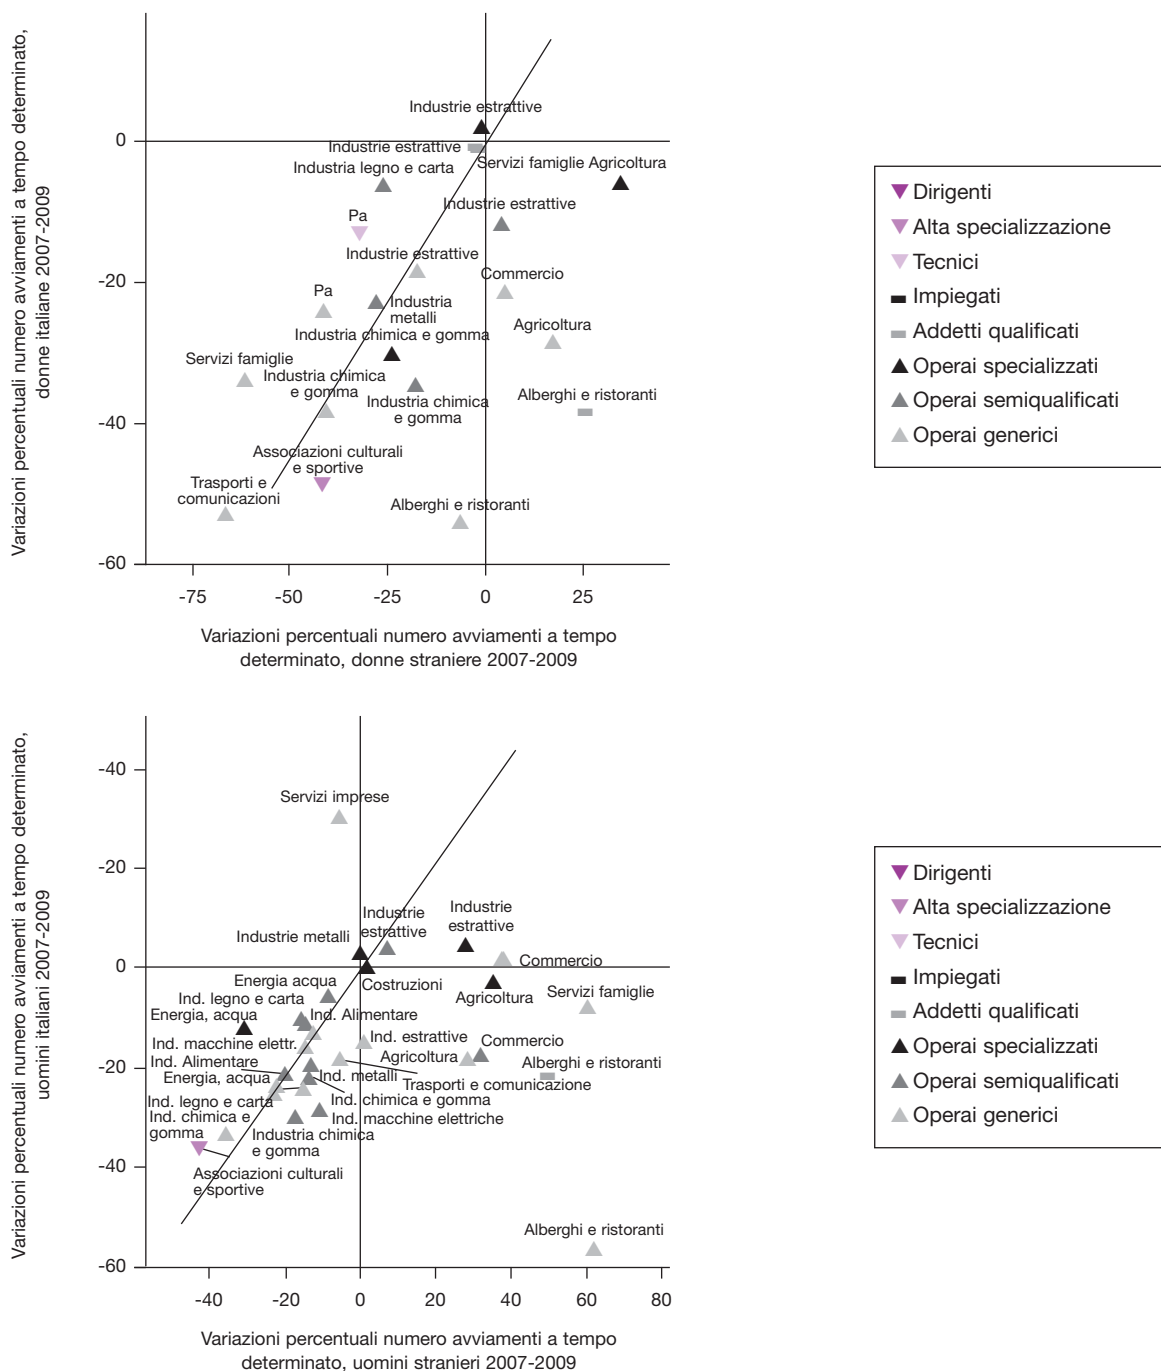 Variazioni percentuali numero avviamenti a tempo determinato,
donne italiane 2007-2009
0
-20
-40
-60
Industrie estrattive
Industrie estrattive
Industria legno e carta
Servizi famiglie Agricoltura
Pa
Industrie estrattive
Industrie estrattive
Commercio
Pa
Industria
metalli
Agricoltura
Industria chimica e gomma
Servizi famiglie
Industria chimica
e gomma
Industria chimica
e gomma
Alberghi e ristoranti
Associazioni culturali
e sportive
Trasporti e
comunicazioni
Alberghi e ristoranti
-75
-50
-25
0
25
Variazioni percentuali numero avviamenti a tempo
determinato, donne straniere 2007-2009
Dirigenti
Alta specializzazione
Tecnici
Impiegati
Addetti qualificati
Operai specializzati
Operai semiqualificati
Operai generici
Variazioni percentuali numero avviamenti a tempo determinato,
uomini italiani 2007-2009
-40
-20
0
-20
-40
-60
Servizi imprese
Industrie
estrattive
Industrie
estrattive
Industrie metalli
Commercio
Energia acqua
Costruzioni
Servizi famiglie
Ind. legno e carta
Agricoltura
Energia, acqua
Ind. Alimentare
Ind. macchine elettr.
Ind. estrattive
Commercio
Ind. Alimentare
Agricoltura
Alberghi e ristoranti
Energia, acqua
Ind. metalli
Trasporti e comunicazione
Ind. legno e carta
Ind. chimica e gomma
Ind. chimica e
gomma
Ind. macchine elettriche
Industria chimica
e gomma
Associazioni culturali
e sportive
Alberghi e ristoranti
-40
-20
0
20
40
60
80
Variazioni percentuali numero avviamenti a tempo
determinato, uomini stranieri 2007-2009
Dirigenti
Alta specializzazione
Tecnici
Impiegati
Addetti qualificati
Operai specializzati
Operai semiqualificati
Operai generici